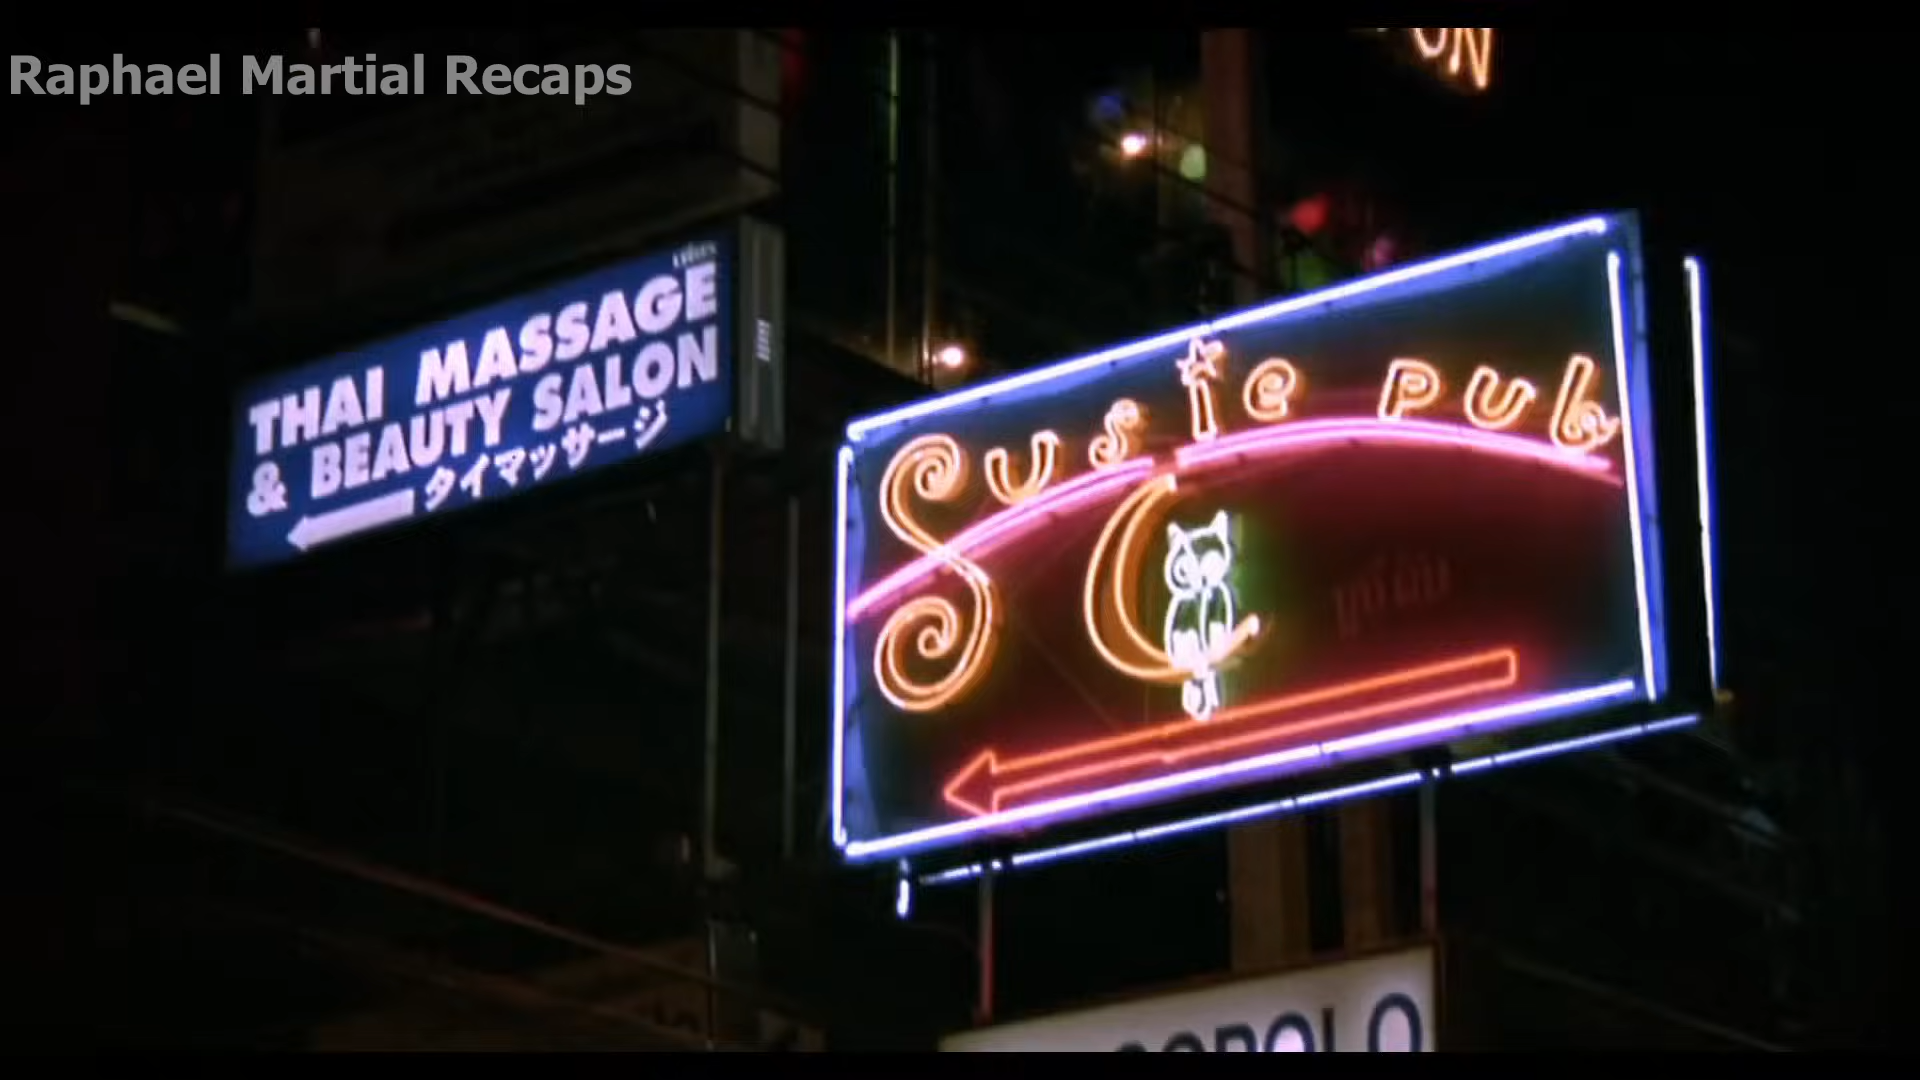 Raphael Martial Recaps
THAI MASSAGE
& BEAUTY SALON
タイマッサージ
Susie pub